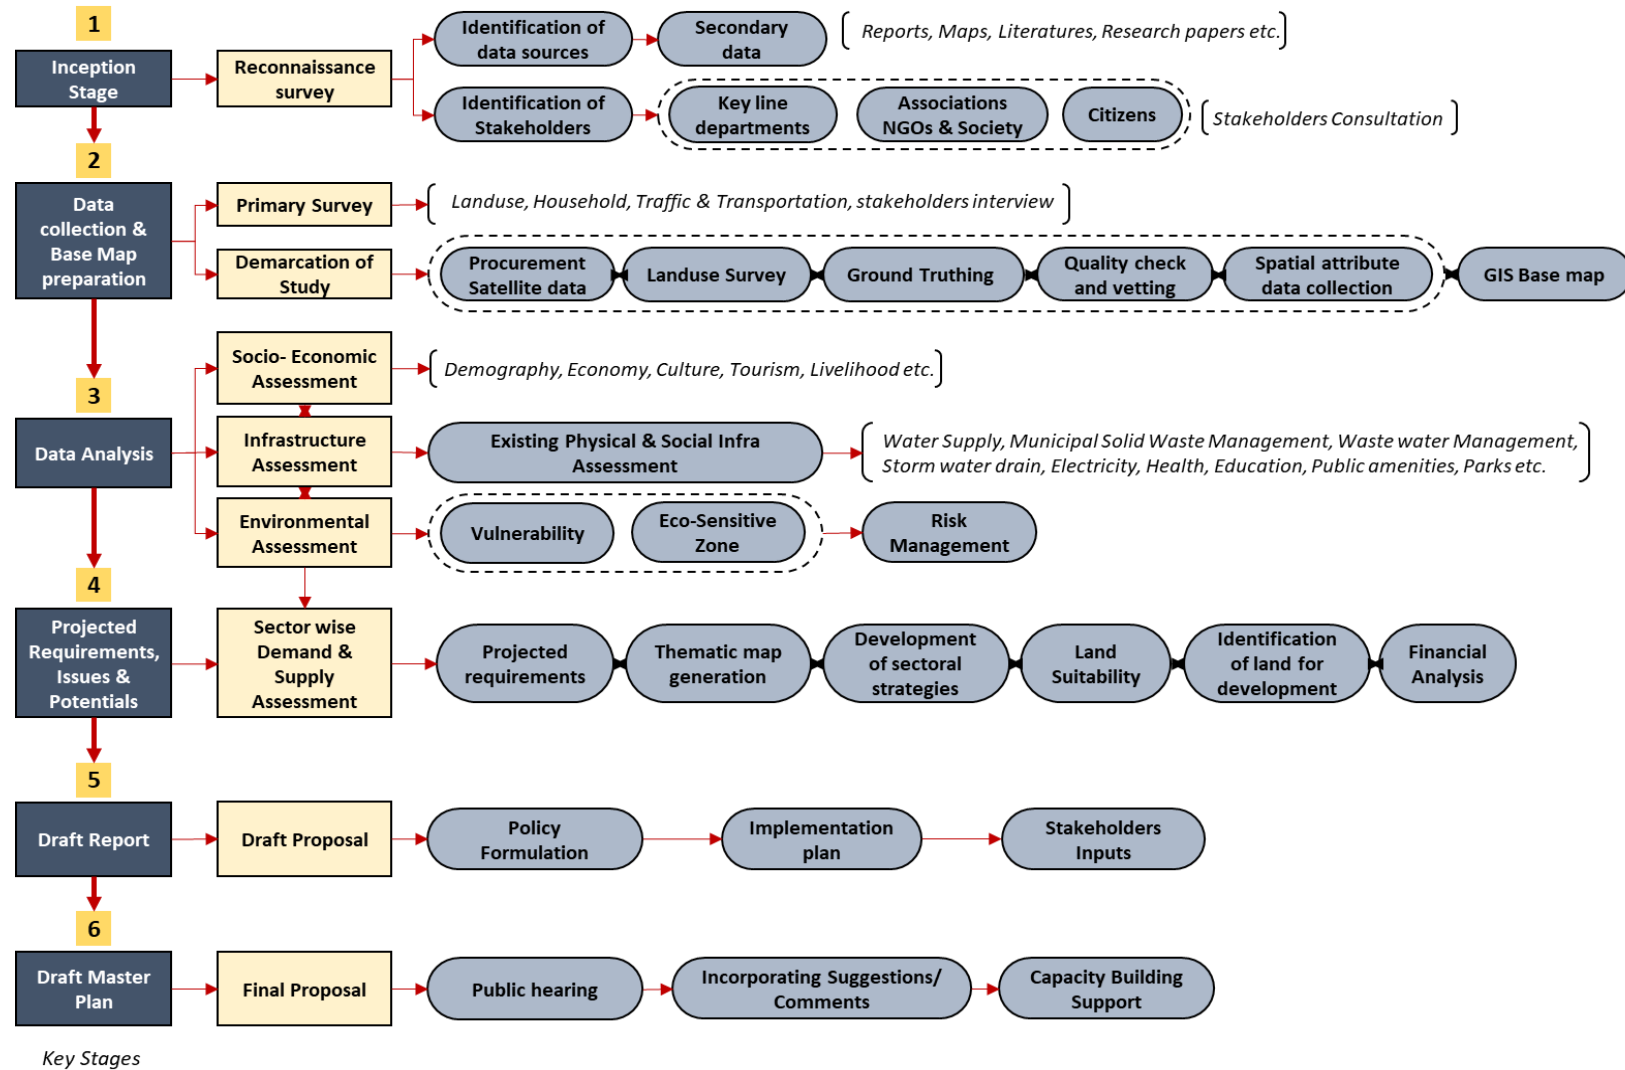 1
Inception
Stage
Reconnaissance
survey
Identification of
data sources
Secondary
data
Reports, Maps, Literatures, Research papers etc.
Identification of
Stakeholders
Key line
departments
Associations
NGOs & Society
Citizens
Stakeholders Consultation
2
Data
collection &
Base Map
preparation
Primary Survey
Landuse, Household, Traffic & Transportation, stakeholders interview
Demarcation of
Study
Procurement
Satellite data
Landuse Survey
Ground Truthing
Quality check
and vetting
Spatial attribute
data collection
GIS Base map
3
Data Analysis
Socio- Economic
Assessment
Demography, Economy, Culture, Tourism, Livelihood etc.
Infrastructure
Assessment
Existing Physical & Social Infra
Assessment
Water Supply, Municipal Solid Waste Management, Waste water Management,
Storm water drain, Electricity, Health, Education, Public amenities, Parks etc.
Environmental
Assessment
Vulnerability
Eco-Sensitive
Zone
Risk
Management
4
Projected
Requirements,
Issues &
Potentials
Sector wise
Demand &
Supply
Assessment
Projected
requirements
Thematic map
generation
Development
of sectoral
strategies
Land
Suitability
Identification
of land for
development
Financial
Analysis
5
Draft Report
Draft Proposal
Policy
Formulation
Implementation
plan
Stakeholders
Inputs
6
Draft Master
Plan
Final Proposal
Public hearing
Incorporating Suggestions/
Comments
Capacity Building
Support
Key Stages